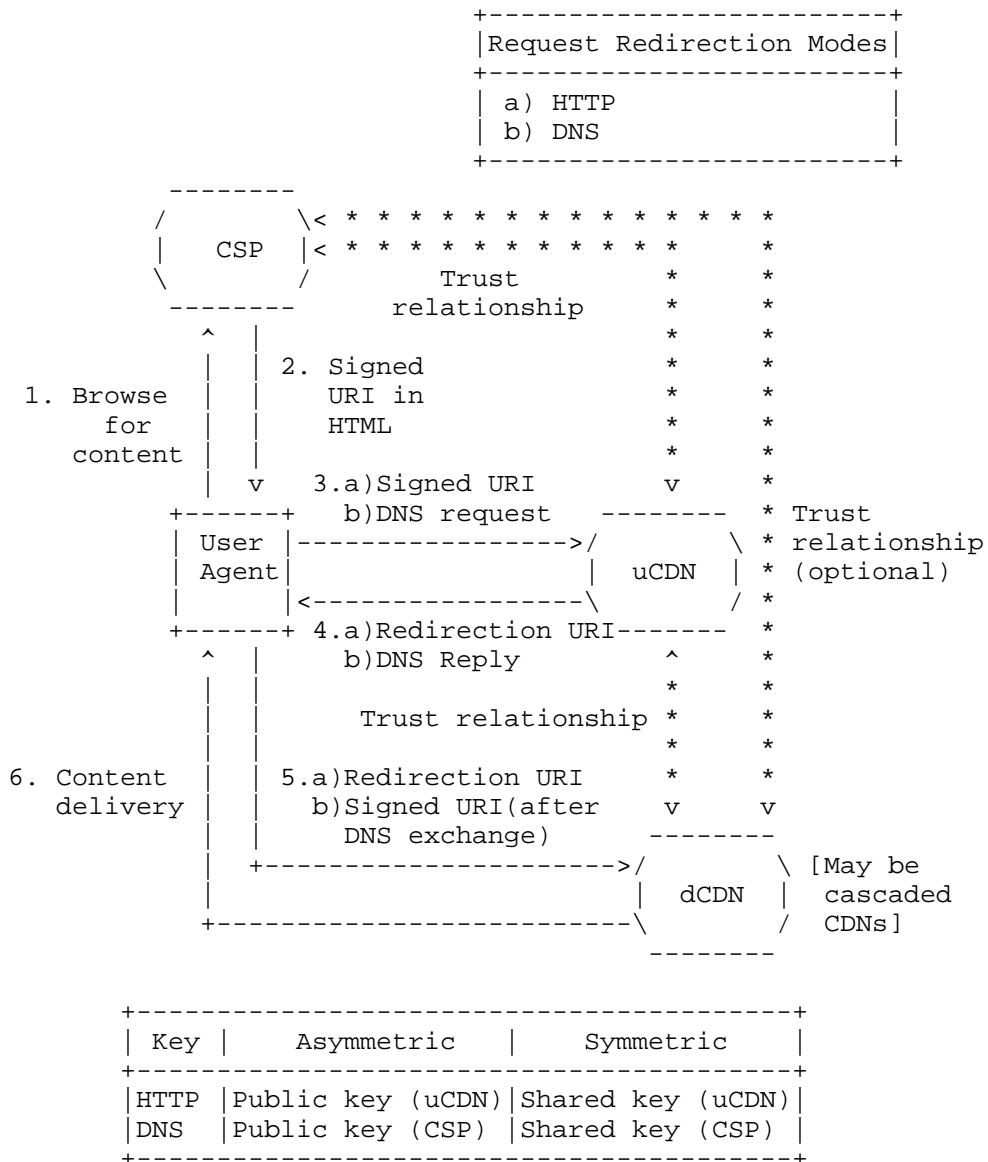 Request Redirection Modes
a) HTTP
b) DNS
CSP
Trust
relationship
2. Signed
URI in
HTML
1. Browse
for
content
3.a)Signed URI
b)DNS request
Trust
relationship
(optional)
User
Agent
uCDN
4.a)Redirection URI
b)DNS Reply
Trust relationship
6. Content
delivery
5.a)Redirection URI
b)Signed URI(after
DNS exchange)
dCDN
[May be
cascaded
CDNs]
Key | Asymmetric | Symmetric
HTTP |Public key (uCDN)|Shared key (uCDN)
DNS |Public key (CSP) |Shared key (CSP)